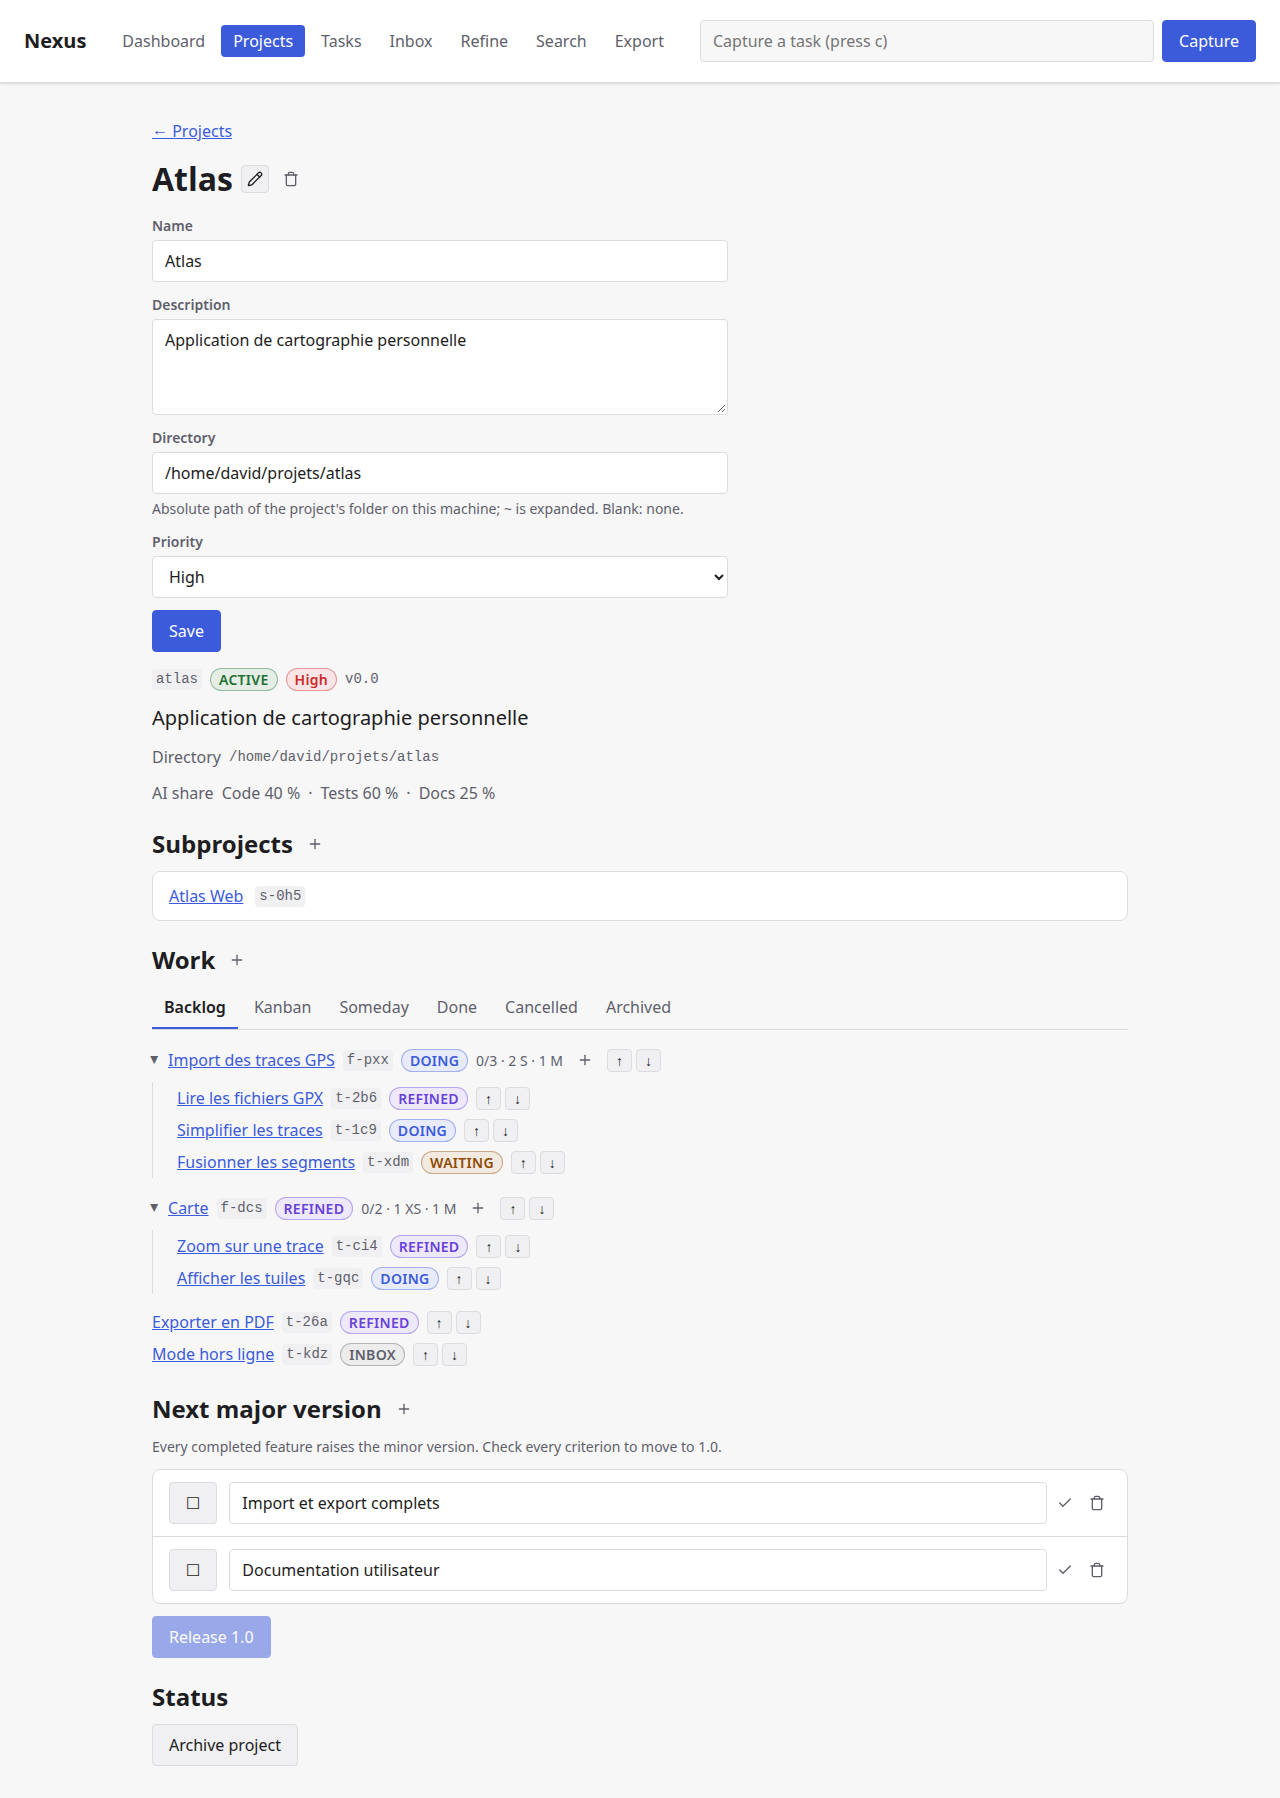 Nexus Dashboard Projects Tasks Inbox Refine Search Export Capture a task (press c) Capture
← Projects
Atlas
Name
Atlas
Description
Application de cartographie personnelle
Directory
/home/david/projets/atlas
Absolute path of the project's folder on this machine; ~ is expanded. Blank: none.
Priority
High
Save
atlas ACTIVE High v0.0
Application de cartographie personnelle
Directory /home/david/projets/atlas
AI share Code 40 % · Tests 60 % · Docs 25 %
Subprojects +
Atlas Web s-0h5
Work +
Backlog Kanban Someday Done Cancelled Archived
▼ Import des traces GPS f-pxx DOING 0/3 · 2 S · 1 M + ↑ ↓
Lire les fichiers GPX t-2b6 REFINED ↑ ↓
Simplifier les traces t-1c9 DOING ↑ ↓
Fusionner les segments t-xdm WAITING ↑ ↓
▼ Carte f-dcs REFINED 0/2 · 1 XS · 1 M + ↑ ↓
Zoom sur une trace t-ci4 REFINED ↑ ↓
Afficher les tuiles t-gqc DOING ↑ ↓
Exporter en PDF t-26a REFINED ↑ ↓
Mode hors ligne t-kdz INBOX ↑ ↓
Next major version +
Every completed feature raises the minor version. Check every criterion to move to 1.0.
☐ Import et export complets
☐ Documentation utilisateur
Release 1.0
Status
Archive project